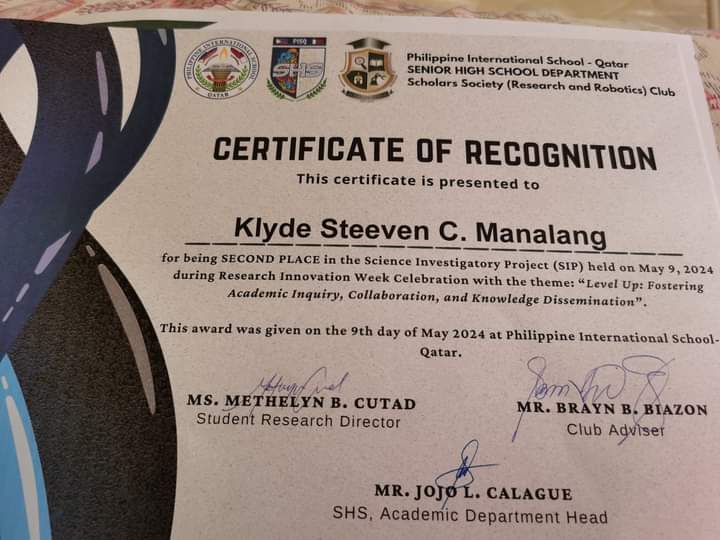 PHILIPPINE INTERNATIONAL SCHOOL
QATAR
PISQ
SHS
Philippine International School - Qatar
SENIOR HIGH SCHOOL DEPARTMENT
Scholars Society (Research and Robotics) Club
CERTIFICATE OF RECOGNITION
This certificate is presented to
Klyde Steeven C. Manalang
for being SECOND PLACE in the Science Investigatory Project (SIP) held on May 9, 2024
during Research Innovation Week Celebration with the theme: “Level Up: Fostering
Academic Inquiry, Collaboration, and Knowledge Dissemination”.
This award was given on the 9th day of May 2024 at Philippine International School-
Qatar.
MS. METHELYN B. CUTAD
Student Research Director
MR. BRAYN B. BIAZON
Club Adviser
MR. JOJO L. CALAGUE
SHS, Academic Department Head